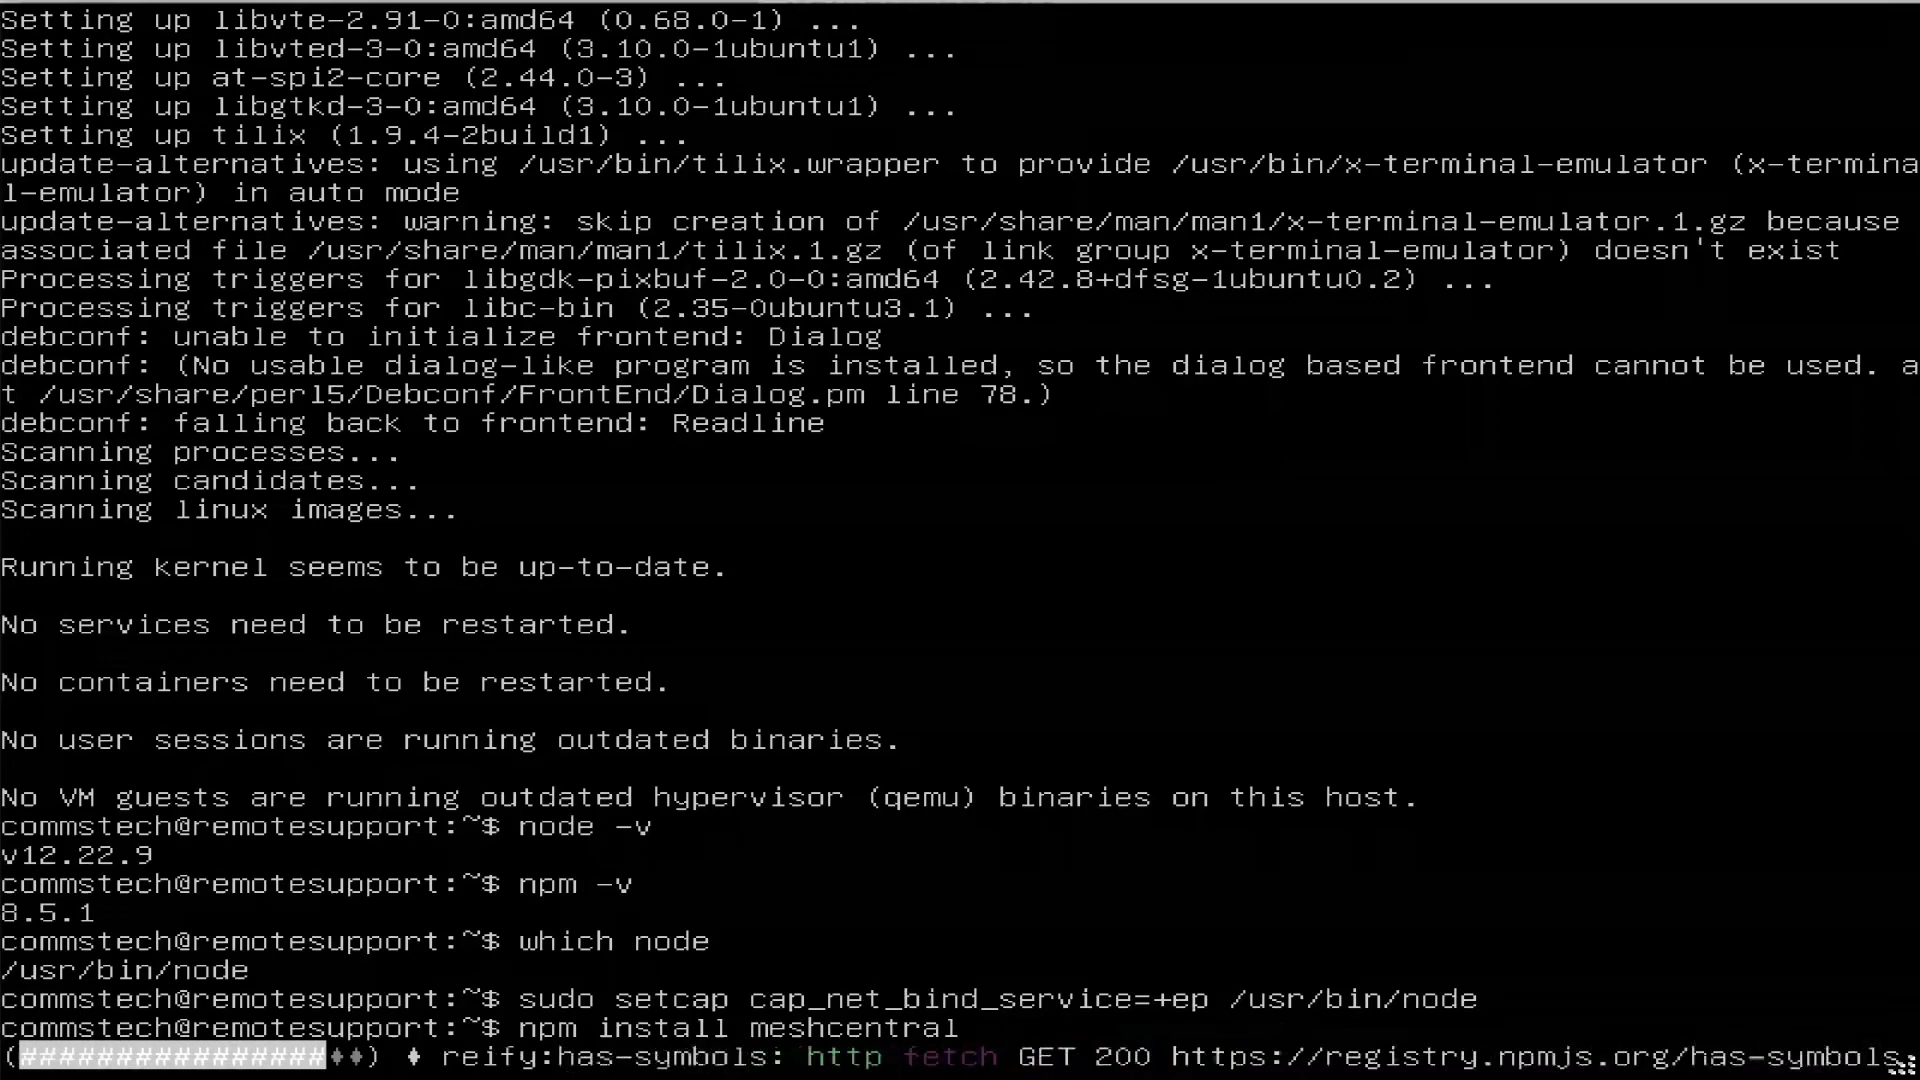 Setting up libvte-2.91-0:amd64 (0.68.0-1) ...
Setting up libvted-3-0:amd64 (3.10.0-1ubuntu1) ...
Setting up at-spi2-core (2.44.0-3) ...
Setting up libgtkd-3-0:amd64 (3.10.0-1ubuntu1) ...
Setting up tilix (1.9.4-2build1) ...
update-alternatives: using /usr/bin/tilix.wrapper to provide /usr/bin/x-terminal-emulator (x-termina
l-emulator) in auto mode
update-alternatives: warning: skip creation of /usr/share/man/man1/x-terminal-emulator.1.gz because
associated file /usr/share/man/man1/tilix.1.gz (of link group x-terminal-emulator) doesn't exist
Processing triggers for libgdk-pixbuf-2.0-0:amd64 (2.42.8+dfsg-1ubuntu0.2) ...
Processing triggers for libc-bin (2.35-0ubuntu3.1) ...
debconf: unable to initialize frontend: Dialog
debconf: (No usable dialog-like program is installed, so the dialog based frontend cannot be used. a
t /usr/share/perl5/Debconf/FrontEnd/Dialog.pm line 78.)
debconf: falling back to frontend: Readline
Scanning processes...
Scanning candidates...
Scanning linux images...
Running kernel seems to be up-to-date.
No services need to be restarted.
No containers need to be restarted.
No user sessions are running outdated binaries.
No VM guests are running outdated hypervisor (qemu) binaries on this host.
commstech@remotesupport:~$ node -v
v12.22.9
commstech@remotesupport:~$ npm -v
8.5.1
commstech@remotesupport:~$ which node
/usr/bin/node
commstech@remotesupport:~$ sudo setcap cap_net_bind_service=+ep /usr/bin/node
commstech@remotesupport:~$ npm install meshcentral
(################♦♦) ♦ reify:has-symbols: http fetch GET 200 https://registry.npmjs.org/has-symbols